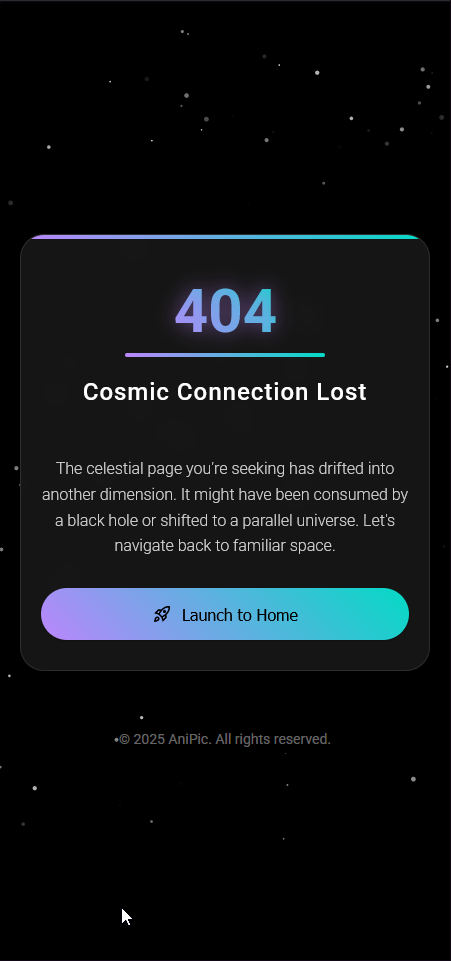 404
Cosmic Connection Lost
The celestial page you're seeking has drifted into
another dimension. It might have been consumed by
a black hole or shifted to a parallel universe. Let's
navigate back to familiar space.
Launch to Home
© 2025 AniPic. All rights reserved.